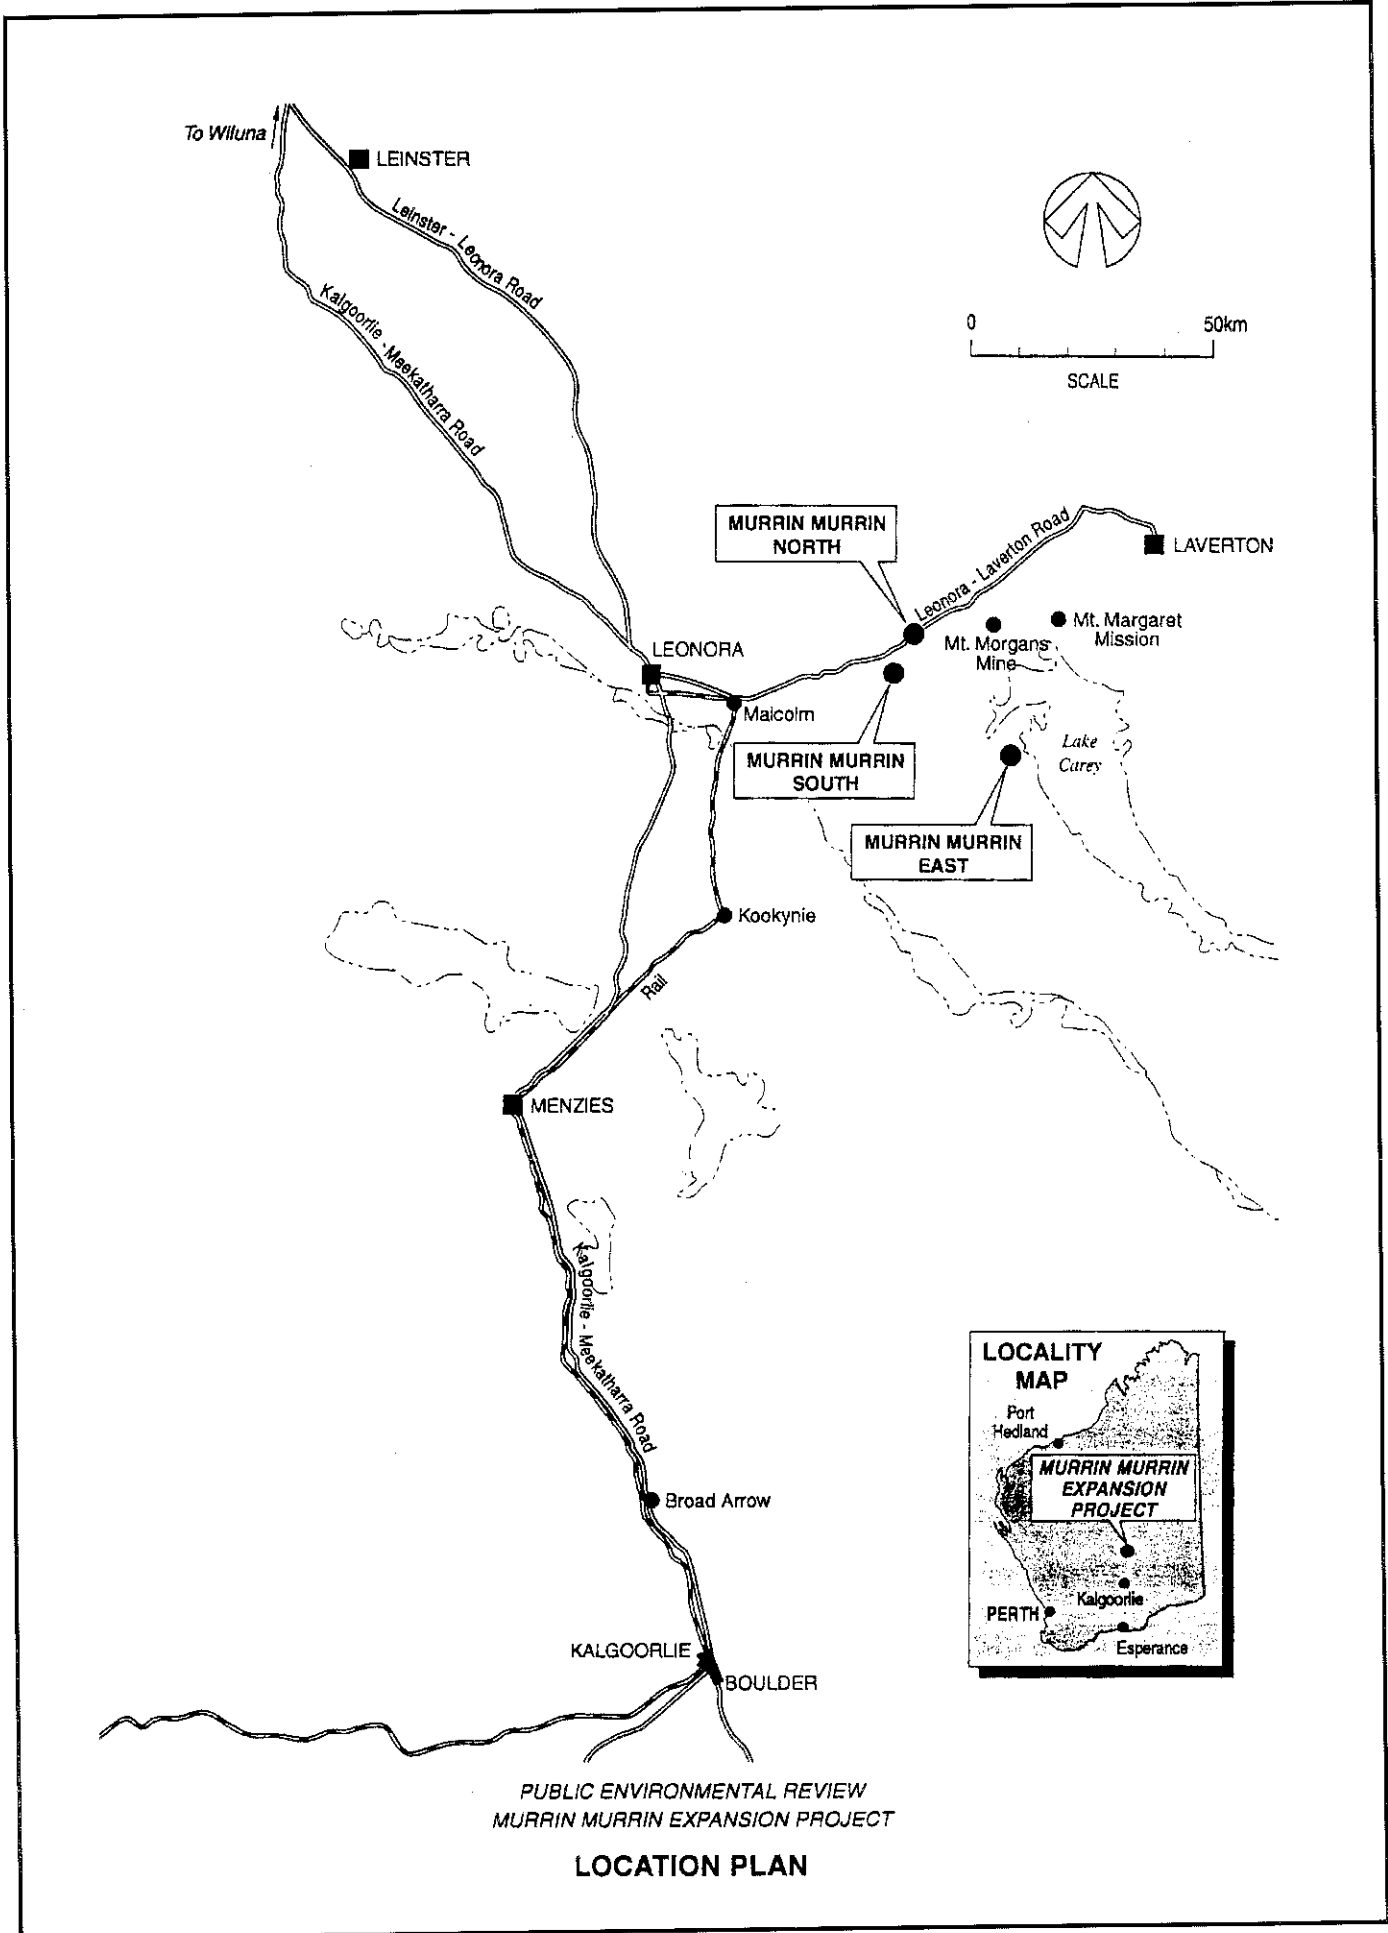 To Wiluna
LEINSTER
Leinster - Leonora Road
Kalgoorlie - Meekatharra Road
0
50km
SCALE
MURRIN MURRIN
NORTH
Leonora - Laverton Road
LAVERTON
Mt. Margaret
Mission
Mt. Morgans
Mine
LEONORA
Malcolm
MURRIN MURRIN
SOUTH
Lake
Carey
MURRIN MURRIN
EAST
Kookynie
Rail
MENZIES
Kalgoorlie - Meekatharra Road
Broad Arrow
KALGOORLIE
BOULDER
LOCALITY
MAP
Port
Hedland
MURRIN MURRIN
EXPANSION
PROJECT
Kalgoorlie
PERTH
Esperance
PUBLIC ENVIRONMENTAL REVIEW
MURRIN MURRIN EXPANSION PROJECT
LOCATION PLAN